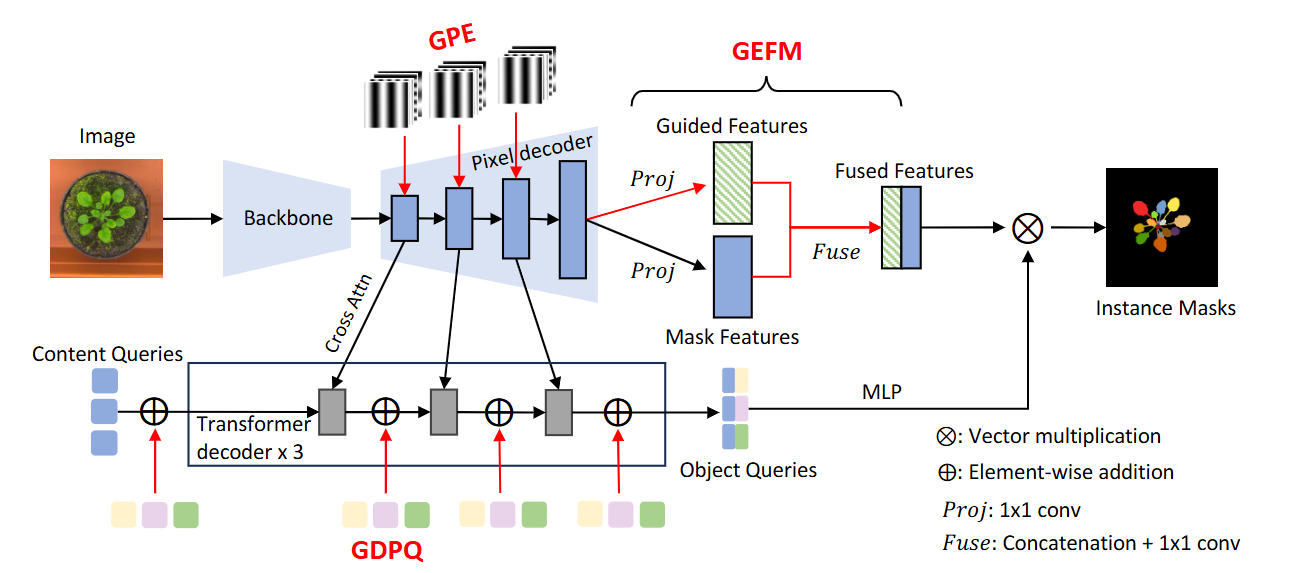 GPE
GEFM
Image
Guided Features
Pixel decoder
Proj
Fused Features
Backbone
Fuse
Proj
Instance Masks
Cross Attn
Mask Features
Content Queries
MLP
Transformer
decoder x 3
Object Queries
GDPQ
⊗: Vector multiplication
⊕: Element-wise addition
Proj: 1x1 conv
Fuse: Concatenation + 1x1 conv